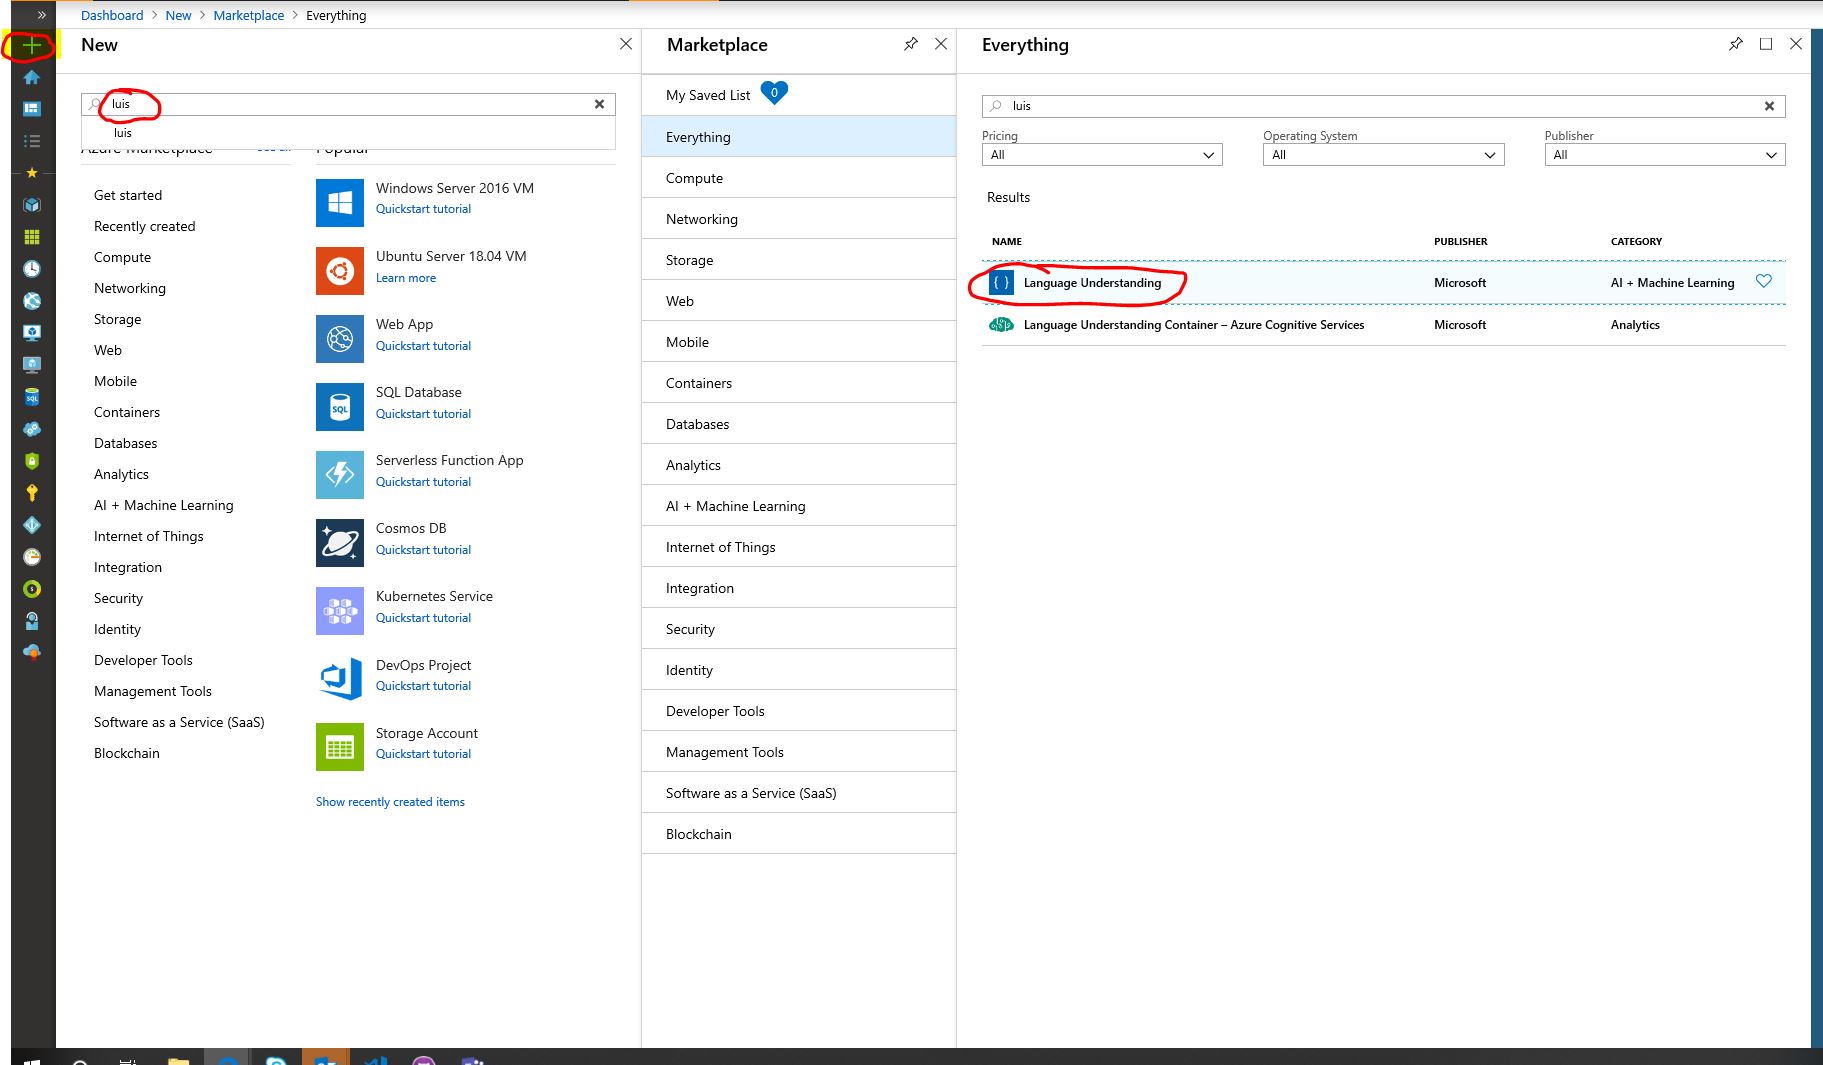 » Dashboard > New > Marketplace > Everything
New
luis
luis
Azure Marketplace See all
Get started
Recently created
Compute
Networking
Storage
Web
Mobile
Containers
Databases
Analytics
AI + Machine Learning
Internet of Things
Integration
Security
Identity
Developer Tools
Management Tools
Software as a Service (SaaS)
Blockchain
Popular
Windows Server 2016 VM
Quickstart tutorial
Ubuntu Server 18.04 VM
Learn more
Web App
Quickstart tutorial
SQL
SQL Database
Quickstart tutorial
Serverless Function App
Quickstart tutorial
Cosmos DB
Quickstart tutorial
Kubernetes Service
Quickstart tutorial
DevOps Project
Quickstart tutorial
Storage Account
Quickstart tutorial
Show recently created items
Marketplace
My Saved List 0
Everything
Compute
Networking
Storage
Web
Mobile
Containers
Databases
Analytics
AI + Machine Learning
Internet of Things
Integration
Security
Identity
Developer Tools
Management Tools
Software as a Service (SaaS)
Blockchain
Everything
luis
Pricing Operating System Publisher
All All All
Results
NAME PUBLISHER CATEGORY
{ } Language Understanding Microsoft AI + Machine Learning
Language Understanding Container – Azure Cognitive Services Microsoft Analytics